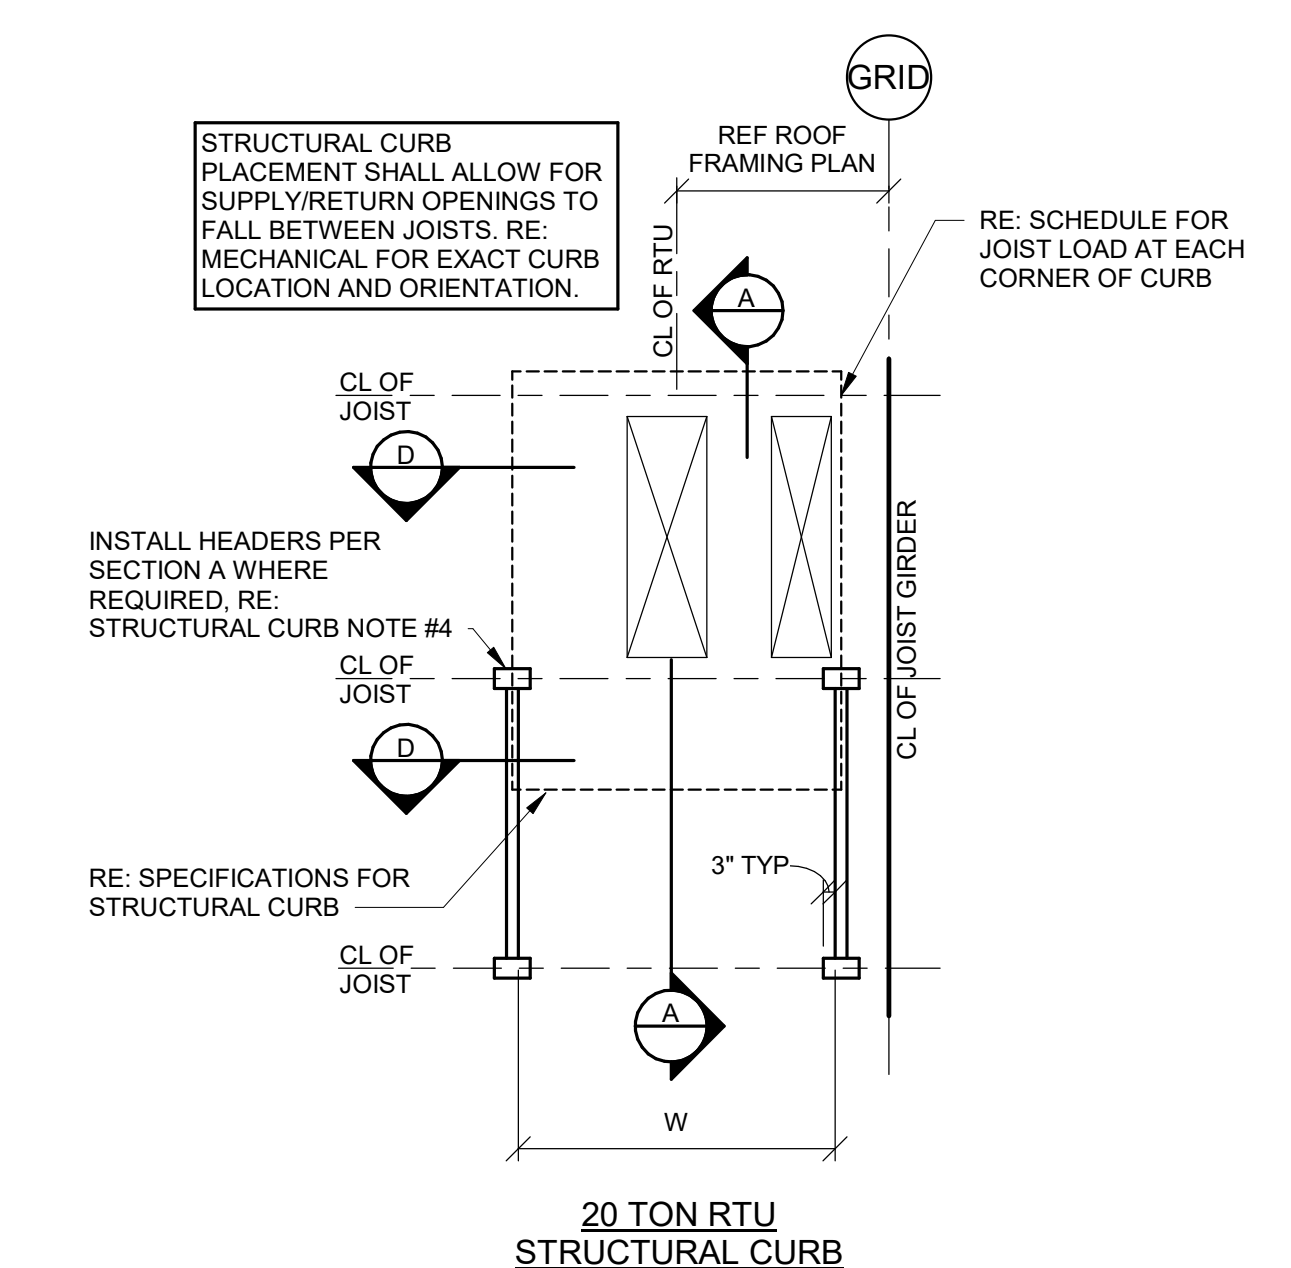 GRID
REF ROOF
FRAMING PLAN
STRUCTURAL CURB
PLACEMENT SHALL ALLOW FOR
SUPPLY/RETURN OPENINGS TO
FALL BETWEEN JOISTS. RE:
MECHANICAL FOR EXACT CURB
LOCATION AND ORIENTATION.
RE: SCHEDULE FOR
JOIST LOAD AT EACH
CORNER OF CURB
CL OF RTU
A
CL OF
JOIST
D
CL OF JOIST GIRDER
INSTALL HEADERS PER
SECTION A WHERE
REQUIRED, RE:
STRUCTURAL CURB NOTE #4
CL OF
JOIST
D
3" TYP
RE: SPECIFICATIONS FOR
STRUCTURAL CURB
CL OF
JOIST
A
W
20 TON RTU
STRUCTURAL CURB